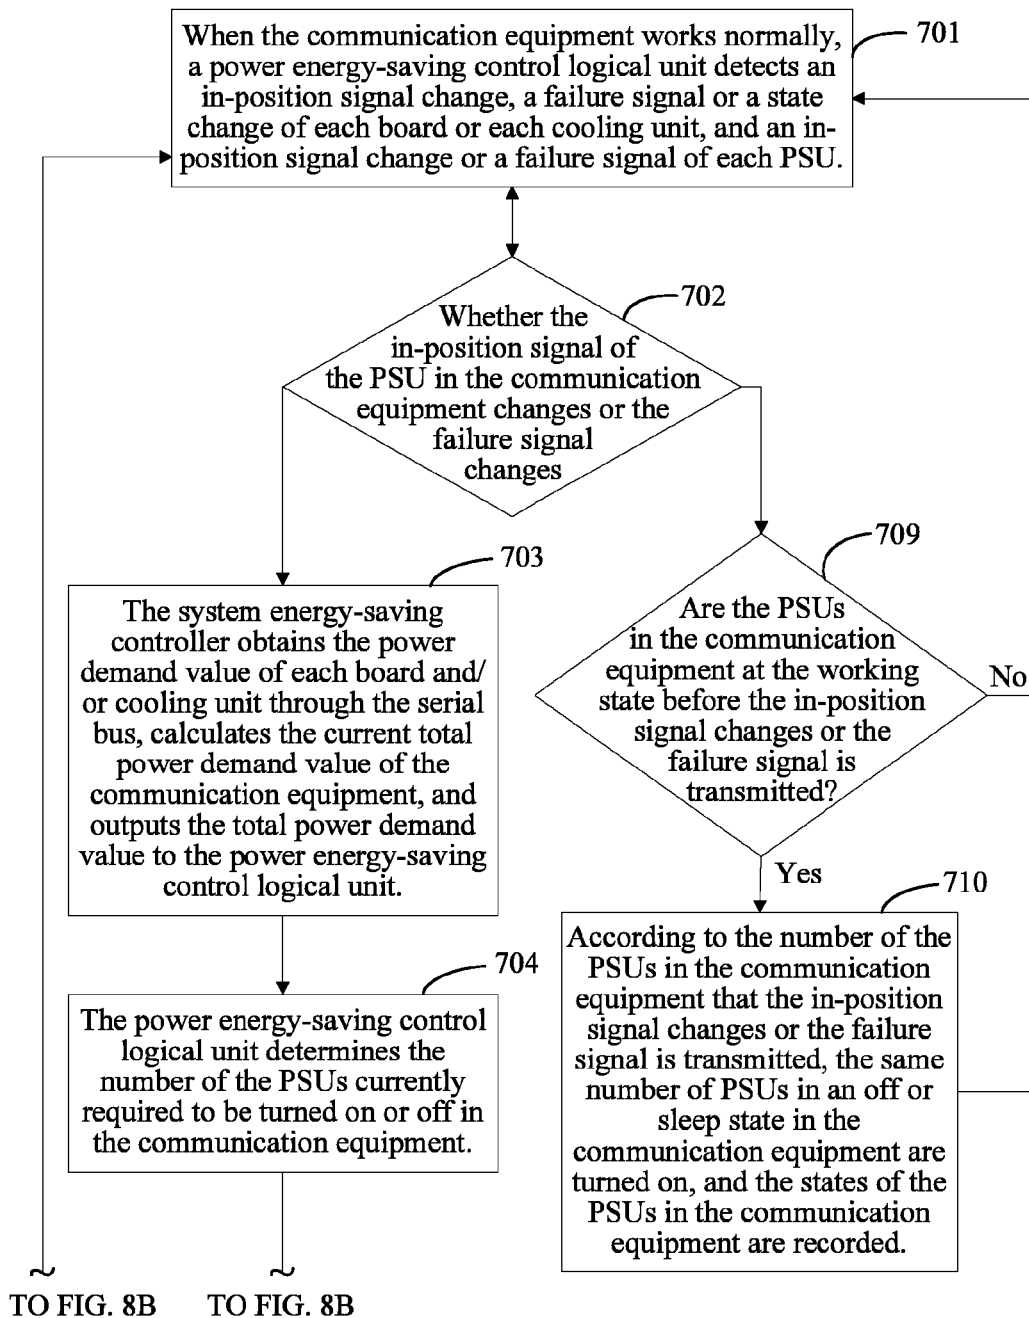 When the communication equipment works normally,
a power energy-saving control logical unit detects an
in-position signal change, a failure signal or a state
change of each board or each cooling unit, and an in-
position signal change or a failure signal of each PSU.
701
Whether the
in-position signal of
the PSU in the communication
equipment changes or the
failure signal
changes
702
703
The system energy-saving
controller obtains the power
demand value of each board and/
or cooling unit through the serial
bus, calculates the current total
power demand value of the
communication equipment, and
outputs the total power demand
value to the power energy-saving
control logical unit.
709
Are the PSUs
in the communication
equipment at the working
state before the in-position
signal changes or the
failure signal is
transmitted?
No
Yes
704
The power energy-saving control
logical unit determines the
number of the PSUs currently
required to be turned on or off in
the communication equipment.
710
According to the number of the
PSUs in the communication
equipment that the in-position
signal changes or the failure
signal is transmitted, the same
number of PSUs in an off or
sleep state in the
communication equipment are
turned on, and the states of the
PSUs in the communication
equipment are recorded.
TO FIG. 8B
TO FIG. 8B